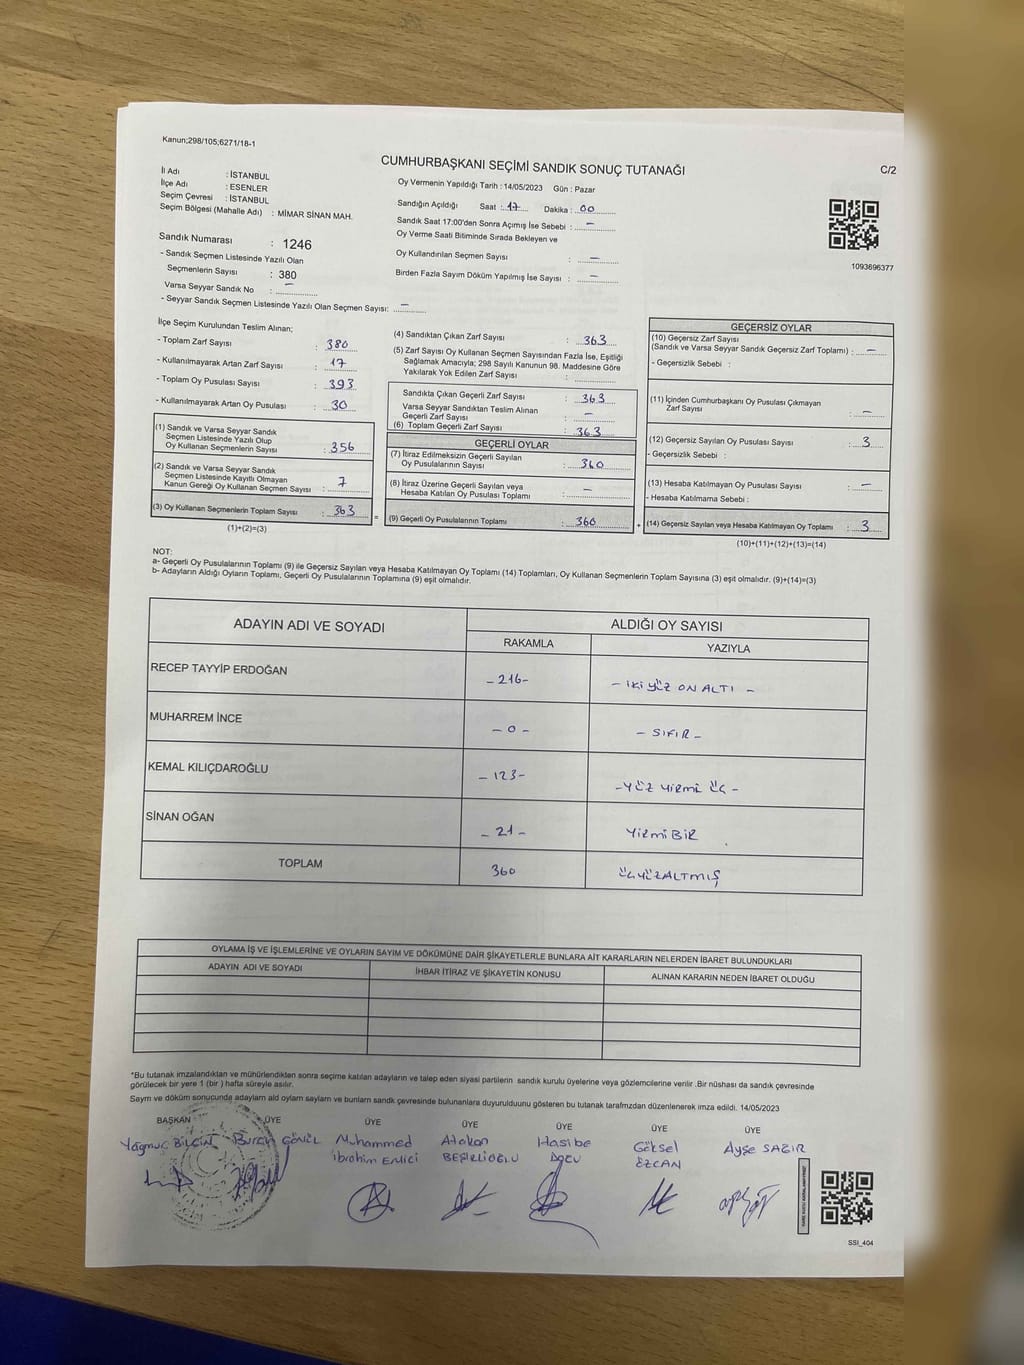 Kanun;298/105;6271/18-1
CUMHURBAŞKANI SEÇİMİ SANDIK SONUÇ TUTANAĞI
C/2
İl Adı : İSTANBUL
İlçe Adı : ESENLER
Seçim Çevresi : İSTANBUL
Seçim Bölgesi (Mahalle Adı) : MİMAR SİNAN MAH.
Sandık Numarası : 1246
- Sandık Seçmen Listesinde Yazılı Olan
Seçmenlerin Sayısı : 380
Varsa Seyyar Sandık No : –
- Seyyar Sandık Seçmen Listesinde Yazılı Olan Seçmen Sayısı: –
Oy Vermenin Yapıldığı Tarih : 14/05/2023 Gün : Pazar
Sandığın Açıldığı Saat : 17 Dakika : 00
Sandık Saat 17:00'den Sonra Açımış İse Sebebi : –
Oy Verme Saati Bitiminde Sırada Bekleyen ve
Oy Kullandırılan Seçmen Sayısı : –
Birden Fazla Sayım Döküm Yapılmış İse Sayısı : –
1093696377
İlçe Seçim Kurulundan Teslim Alınan;
- Toplam Zarf Sayısı : 380
- Kullanılmayarak Artan Zarf Sayısı : 17
- Toplam Oy Pusulası Sayısı : 393
- Kullanılmayarak Artan Oy Pusulası : 30
(1) Sandık ve Varsa Seyyar Sandık
Seçmen Listesinde Yazılı Olup
Oy Kullanan Seçmenlerin Sayısı : 356
(2) Sandık ve Varsa Seyyar Sandık
Seçmen Listesinde Kayıtlı Olmayan
Kanun Gereği Oy Kullanan Seçmen Sayısı : 7
(3) Oy Kullanan Seçmenlerin Toplam Sayısı : 363
(1)+(2)=(3)
(4) Sandıktan Çıkan Zarf Sayısı : 363
(5) Zarf Sayısı Oy Kullanan Seçmen Sayısından Fazla İse, Eşitliği
Sağlamak Amacıyla; 298 Sayılı Kanunun 98. Maddesine Göre
Yakılarak Yok Edilen Zarf Sayısı :
Sandıkta Çıkan Geçerli Zarf Sayısı : 363
Varsa Seyyar Sandıktan Teslim Alınan
Geçerli Zarf Sayısı : –
(6) Toplam Geçerli Zarf Sayısı : 363
GEÇERLİ OYLAR
(7) İtiraz Edilmeksizin Geçerli Sayılan
Oy Pusulalarının Sayısı : 360
(8) İtiraz Üzerine Geçerli Sayılan veya
Hesaba Katılan Oy Pusulası Toplamı : –
(9) Geçerli Oy Pusulalarının Toplamı : 360
=
+
GEÇERSİZ OYLAR
(10) Geçersiz Zarf Sayısı
(Sandık ve Varsa Seyyar Sandık Geçersiz Zarf Toplamı) : –
- Geçersizlik Sebebi :
(11) İçinden Cumhurbaşkanı Oy Pusulası Çıkmayan
Zarf Sayısı : –
(12) Geçersiz Sayılan Oy Pusulası Sayısı : 3
- Geçersizlik Sebebi :
(13) Hesaba Katılmayan Oy Pusulası Sayısı : –
- Hesaba Katılmama Sebebi :
(14) Geçersiz Sayılan veya Hesaba Katılmayan Oy Toplamı : 3
(10)+(11)+(12)+(13)=(14)
NOT:
a- Geçerli Oy Pusulalarının Toplamı (9) ile Geçersiz Sayılan veya Hesaba Katılmayan Oy Toplamı (14) Toplamları, Oy Kullanan Seçmenlerin Toplam Sayısına (3) eşit olmalıdır. (9)+(14)=(3)
b- Adayların Aldığı Oyların Toplamı, Geçerli Oy Pusulalarının Toplamına (9) eşit olmalıdır.
ADAYIN ADI VE SOYADI
ALDIĞI OY SAYISI
RAKAMLA YAZIYLA
RECEP TAYYİP ERDOĞAN –216– – İKİ YÜZ ON ALTI –
MUHARREM İNCE – 0 – – SIFIR –
KEMAL KILIÇDAROĞLU – 123– –YÜZ YİRMİ ÜÇ –
SİNAN OĞAN – 21 – YİRMİ BİR
TOPLAM 360 ÜÇYÜZALTMIŞ
OYLAMA İŞ VE İŞLEMLERİNE VE OYLARIN SAYIM VE DÖKÜMÜNE DAİR ŞİKAYETLERLE BUNLARA AİT KARARLARIN NELERDEN İBARET BULUNDUKLARI
ADAYIN ADI VE SOYADI İHBAR İTİRAZ VE ŞİKAYETİN KONUSU ALINAN KARARIN NEDEN İBARET OLDUĞU
*Bu tutanak imzalandıktan ve mühürlendikten sonra seçime katılan adayların ve talep eden siyasi partilerin sandık kurulu üyelerine veya gözlemcilerine verilir .Bir nüshası da sandık çevresinde
görülecek bir yere 1 (bir ) hafta süreyle asılır.
Sayım ve döküm sonucunda adayların aldı oyların sayların ve bunların sandk çevresinde bulunanlara duyurulduunu gösteren bu tutanak tarafmzdan düzenlenerek imza edildi. 14/05/2023
BAŞKAN ÜYE ÜYE ÜYE ÜYE ÜYE ÜYE
Yağmur BİLGİN
Burcu GÖNÜL
Muhammed
İbrahim
Atakan
BEŞİRLİOĞLU
Hasibe
Göksel
ÖZCAN
Ayşe SAĞIR
SSI_404